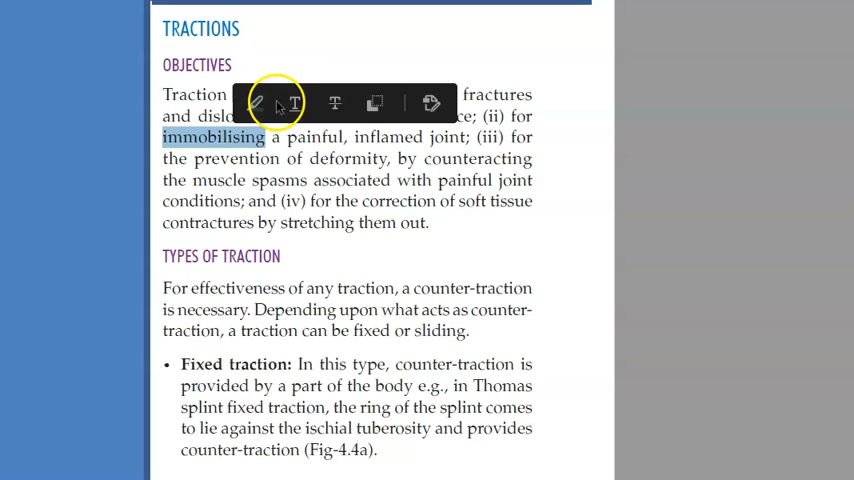 TRACTIONS
OBJECTIVES
Traction fractures
and ce; (ii) for
immobilising a painful, inflamed joint; (iii) for
the prevention of deformity, by counteracting
the muscle spasms associated with painful joint
conditions; and (iv) for the correction of soft tissue
contractures by stretching them out.
TYPES OF TRACTION
For effectiveness of any traction, a counter-traction
is necessary. Depending upon what acts as counter-
traction, a traction can be fixed or sliding.
• Fixed traction: In this type, counter-traction is
provided by a part of the body e.g., in Thomas
splint fixed traction, the ring of the splint comes
to lie against the ischial tuberosity and provides
counter-traction (Fig-4.4a).